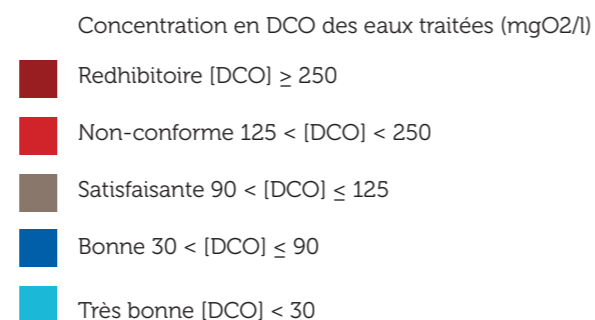 Concentration en DCO des eaux traitées (mgO2/l)
Redhibitoire [DCO] ≥ 250
Non-conforme 125 < [DCO] < 250
Satisfaisante 90 < [DCO] ≤ 125
Bonne 30 < [DCO] ≤ 90
Très bonne [DCO] < 30